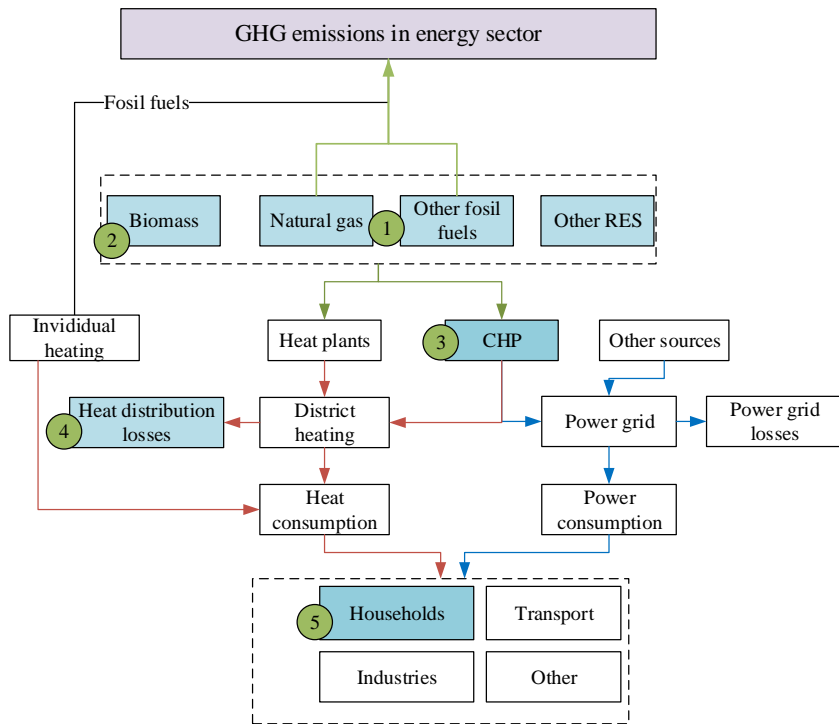 GHG emissions in energy sector
Fosil fuels
Biomass
2
Natural gas
1
Other fosil
fuels
Other RES
Invididual
heating
Heat plants
3
CHP
Other sources
4
Heat distribution
losses
District
heating
Power grid
Power grid
losses
Heat
consumption
Power
consumption
5
Households
Transport
Industries
Other